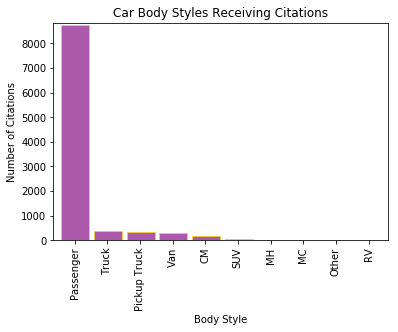 Car Body Styles Receiving Citations
8000
7000
6000
5000
4000
3000
2000
1000
0
Number of Citations
Passenger
Truck
Pickup Truck
Van
CM
SUV
MH
MC
Other
RV
Body Style